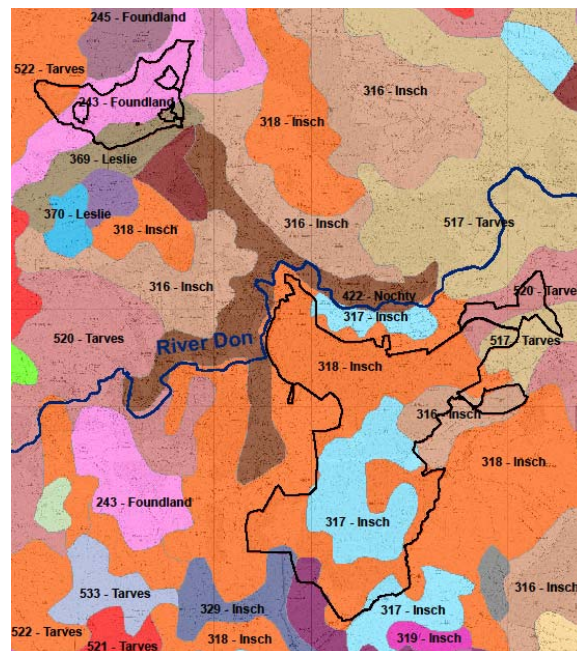 245 - Foundland
522 - Tarves
243 - Foundland
316 - Insch
318 - Insch
369 - Leslie
370 - Leslie
318 - Insch
316 - Insch
517 - Tarves
316 - Insch
422 - Nochty
520 - Tarve
317 - Insch
520 - Tarves
River Don
517 - Tarves
318 - Insch
316 - Insch
318 - Insch
243 - Foundland
317 - Insch
533 - Tarves
329 - Insch
317 - Insch
316 - Insch
522 - Tarves
521 - Tarves
318 - Insch
319 - Insch